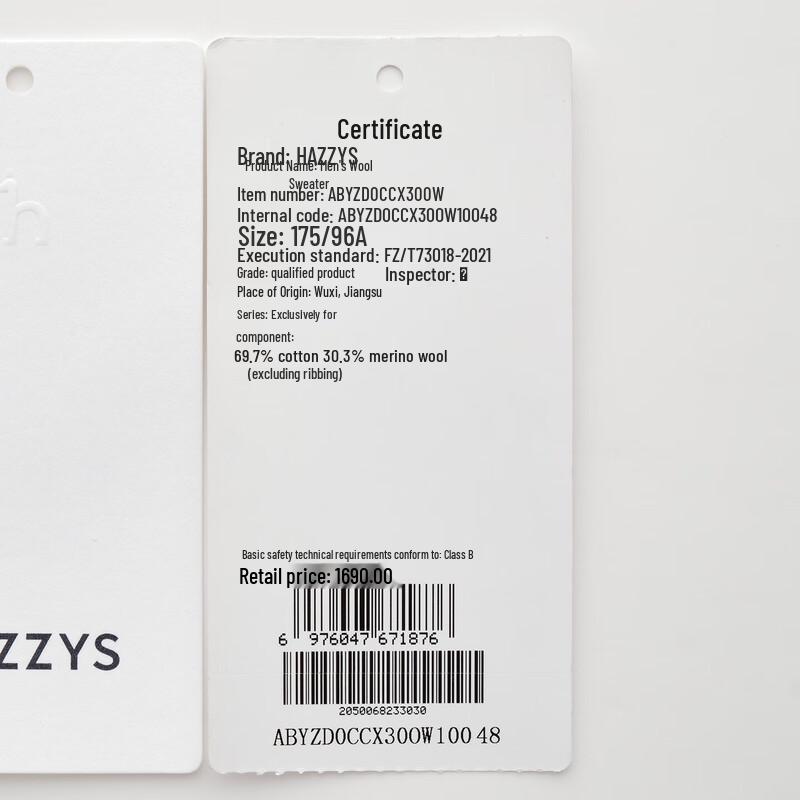 h
ZZYS
Certificate
Brand: HAZZYS
Product Name: Men's Wool
Sweater
Item number: ABYZD0CCX300W
Internal code: ABYZD0CCX300W10048
Size: 175/96A
Execution standard: FZ/T73018-2021
Grade: qualified product Inspector:
Place of Origin: Wuxi, Jiangsu
Series: Exclusively for
component:
69.7% cotton 30.3% merino wool
(excluding ribbing)
Basic safety technical requirements conform to: Class B
Retail price: 1690.00
6 976047 671876
2050068233030
ABYZD0CCX300W10048